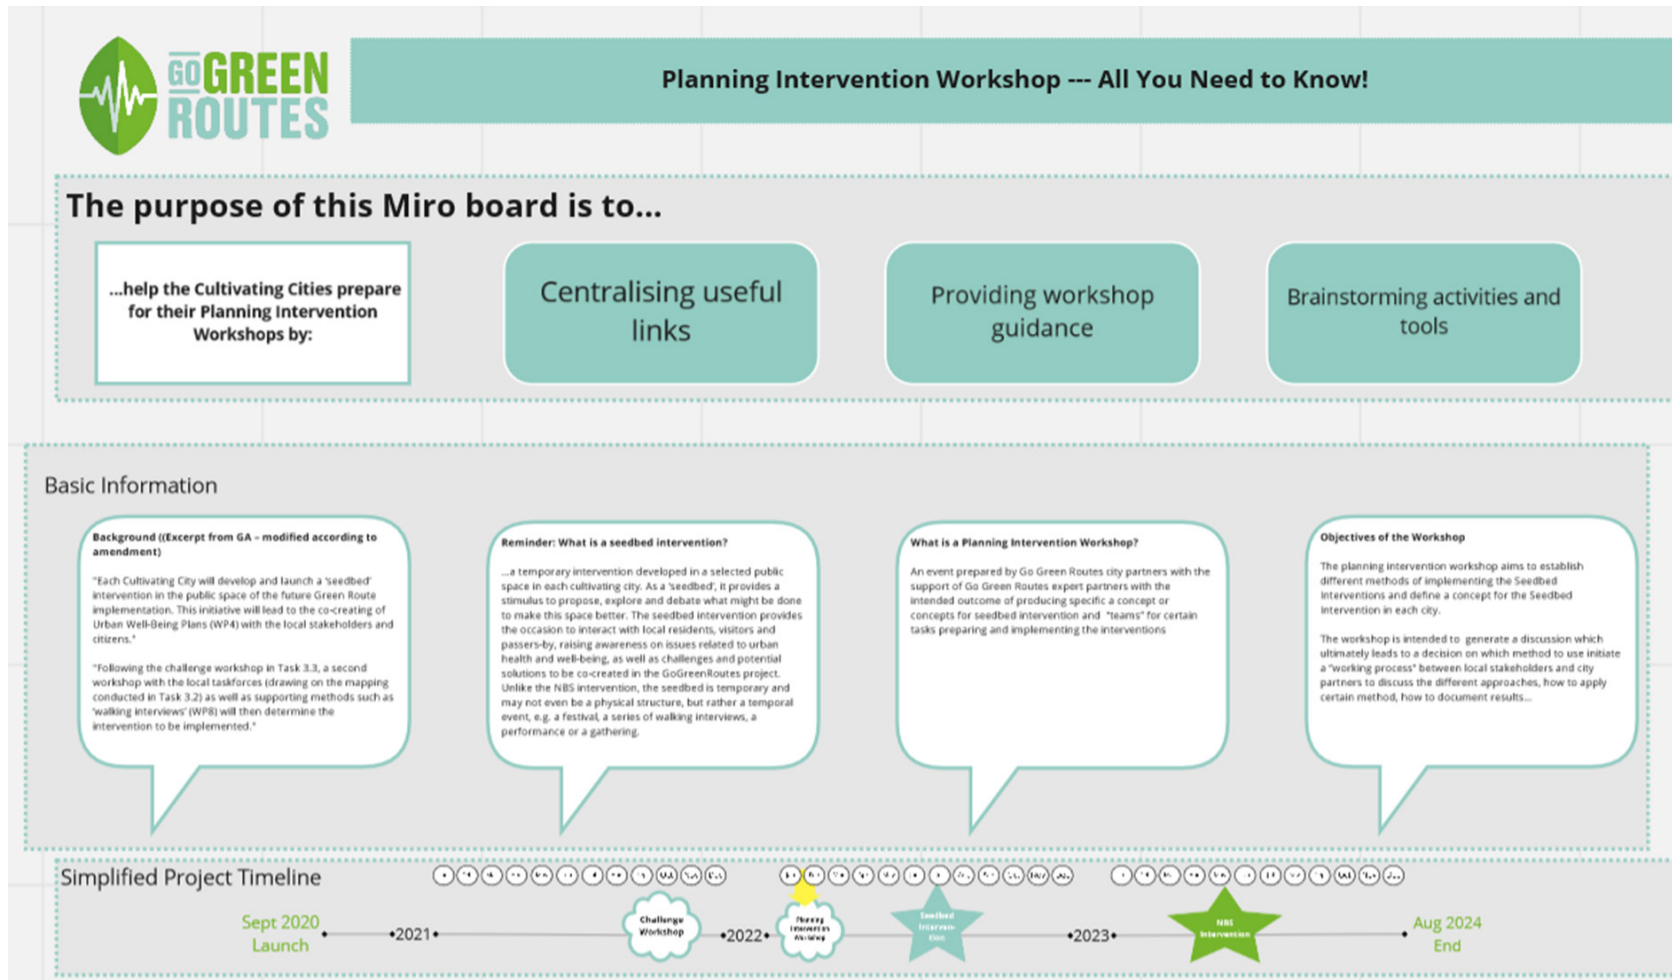 GOGREEN
ROUTES
Planning Intervention Workshop --- All You Need to Know!
The purpose of this Miro board is to...
...help the Cultivating Cities prepare
for their Planning Intervention
Workshops by:
Centralising useful
links
Providing workshop
guidance
Brainstorming activities and
tools
Basic Information
Background ((Excerpt from GA – modified according to
amendment)
"Each Cultivating City will develop and launch a 'seedbed'
intervention in the public space of the future Green Route
implementation. This initiative will lead to the co-creating of
Urban Well-Being Plans (WP4) with the local stakeholders and
citizens."
"Following the challenge workshop in Task 3.3, a second
workshop with the local taskforces (drawing on the mapping
conducted in Task 3.2) as well as supporting methods such as
'walking interviews' (WP8) will then determine the
intervention to be implemented."
Reminder: What is a seedbed intervention?
...a temporary intervention developed in a selected public
space in each cultivating city. As a 'seedbed', it provides a
stimulus to propose, explore and debate what might be done
to make this space better. The seedbed intervention provides
the occasion to interact with local residents, visitors and
passers-by, raising awareness on issues related to urban
health and well-being, as well as challenges and potential
solutions to be co-created in the GoGreenRoutes project.
Unlike the NBS intervention, the seedbed is temporary and
may not even be a physical structure, but rather a temporal
event, e.g. a festival, a series of walking interviews, a
performance or a gathering.
What is a Planning Intervention Workshop?
An event prepared by Go Green Routes city partners with the
support of Go Green Routes expert partners with the
intended outcome of producing specific a concept or
concepts for seedbed intervention and "teams" for certain
tasks preparing and implementing the interventions
Objectives of the Workshop
The planning intervention workshop aims to establish
different methods of implementing the Seedbed
Interventions and define a concept for the Seedbed
Intervention in each city.
The workshop is intended to generate a discussion which
ultimately leads to a decision on which method to use initiate
a "working process" between local stakeholders and city
partners to discuss the different approaches, how to apply
certain method, how to document results...
Simplified Project Timeline
Sept 2020
Launch
2021
Challenge
Workshop
2022
Planning
Intervention
Workshop
Seedbed
Interven-
tion
2023
NBS
Intervention
Aug 2024
End